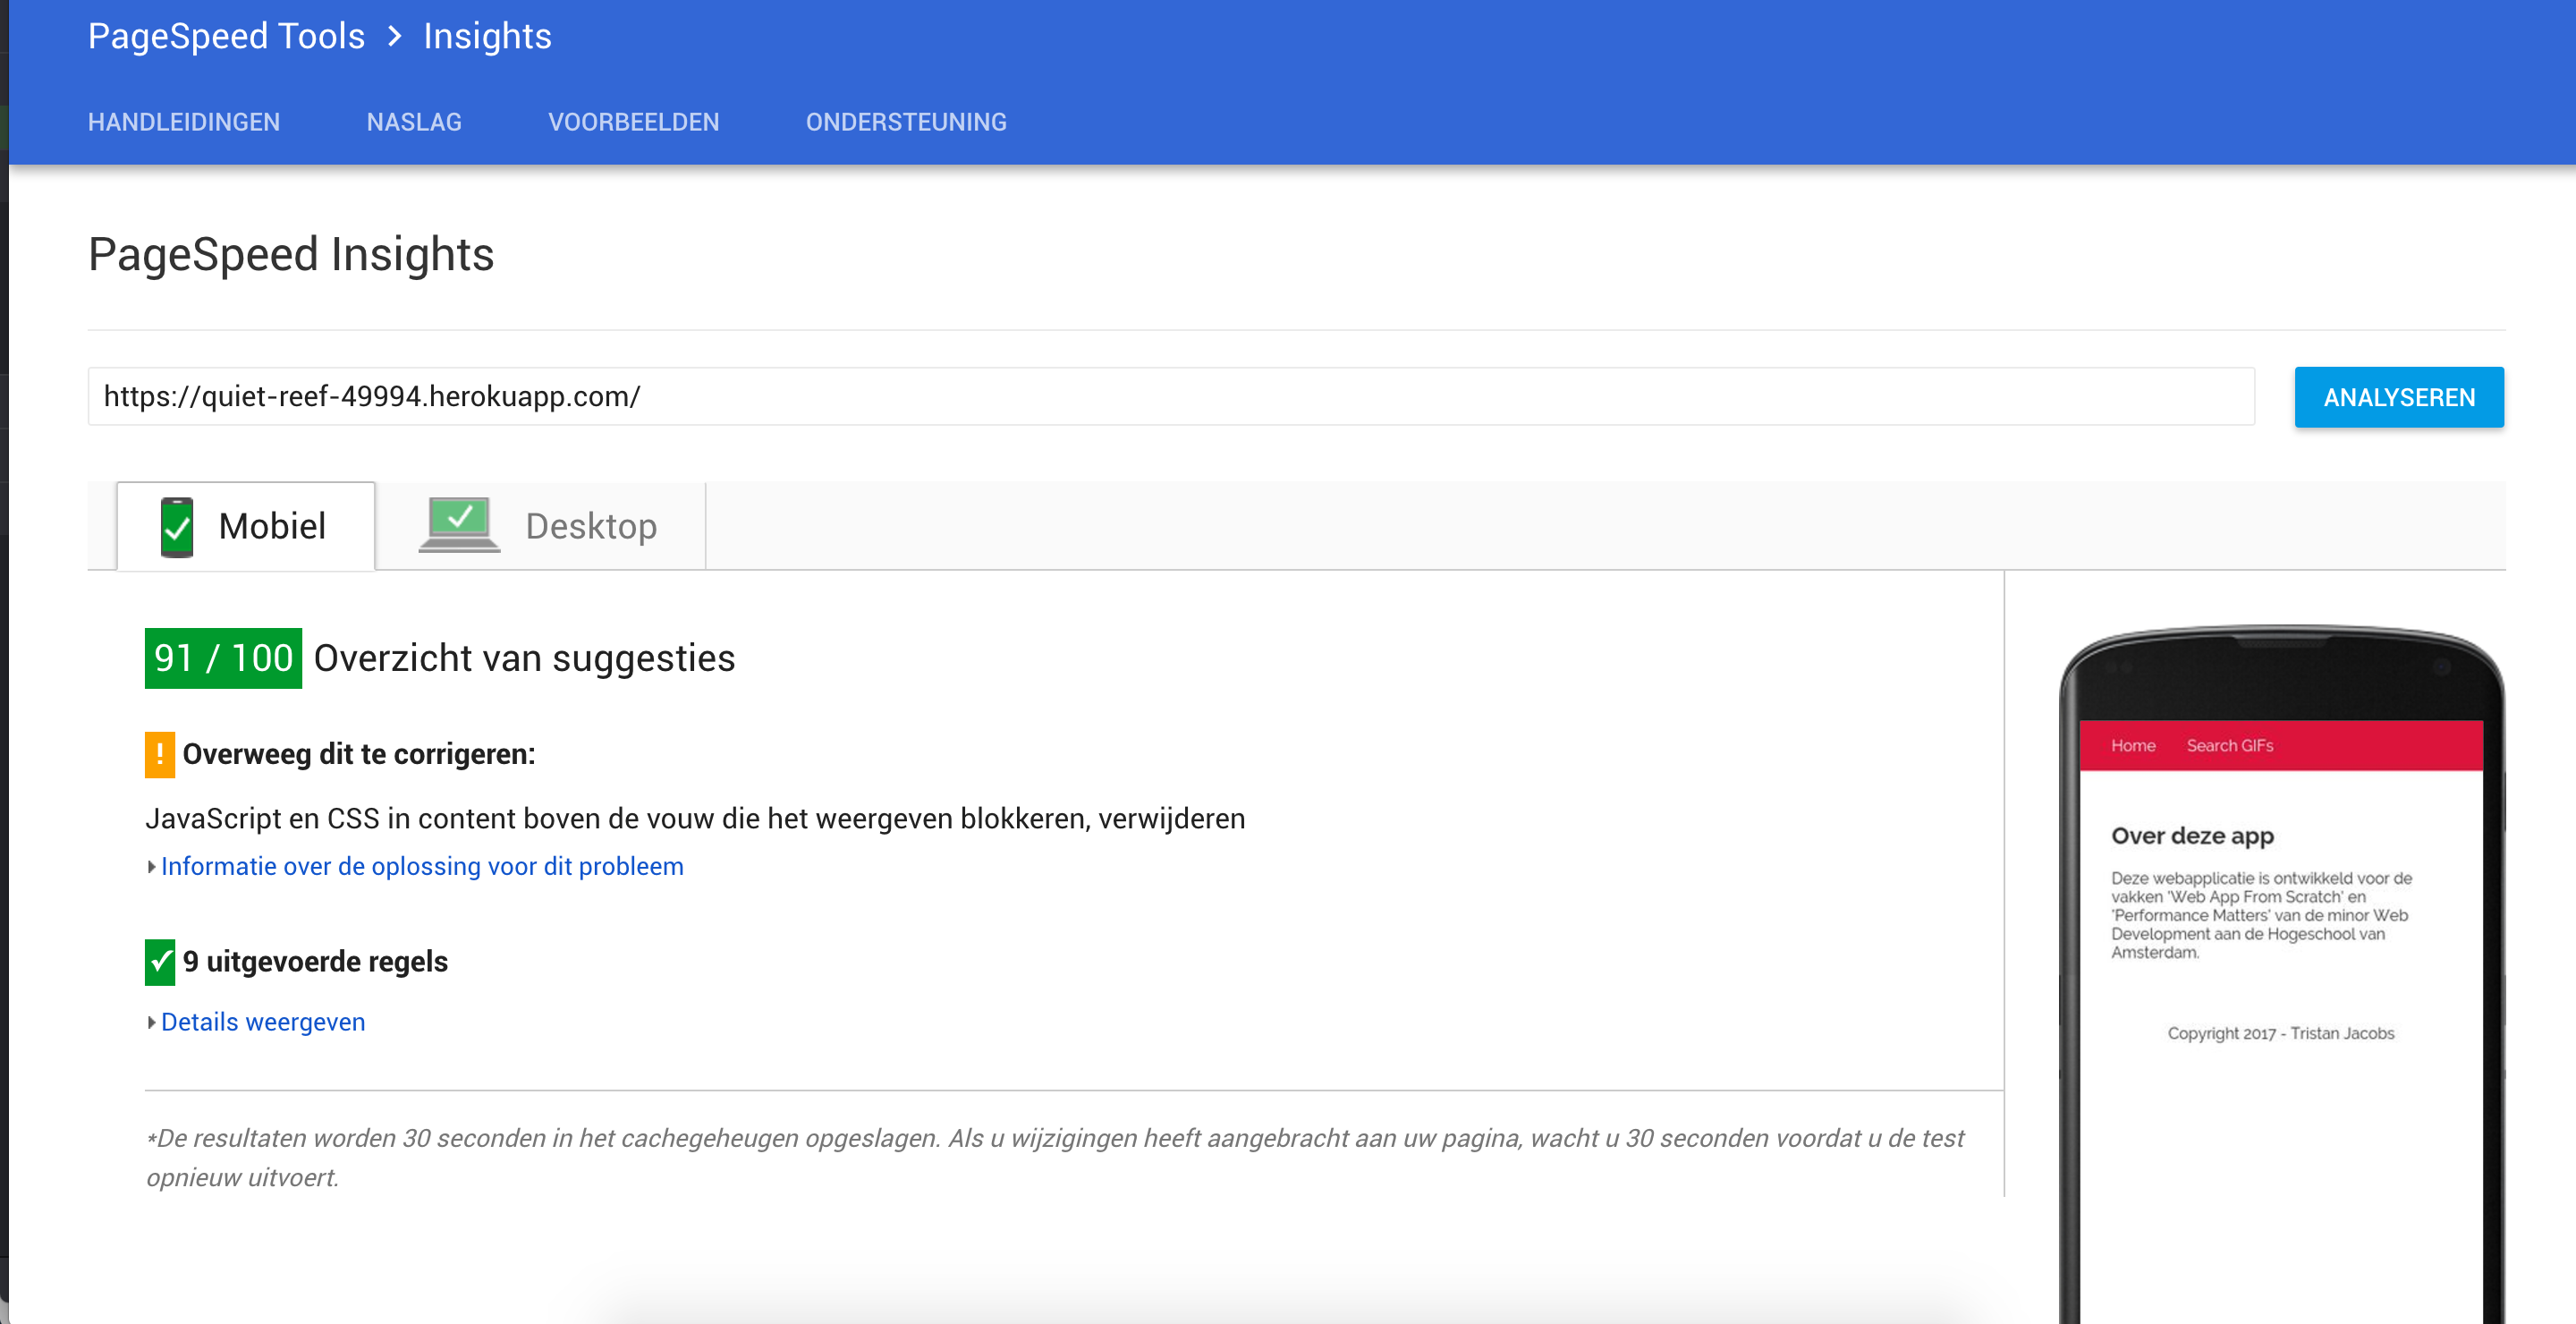 PageSpeed Tools > Insights
HANDLEIDINGEN NASLAG VOORBEELDEN ONDERSTEUNING
PageSpeed Insights
https://quiet-reef-49994.herokuapp.com/
ANALYSEREN
Mobiel Desktop
91 / 100 Overzicht van suggesties
! Overweeg dit te corrigeren:
JavaScript en CSS in content boven de vouw die het weergeven blokkeren, verwijderen
Informatie over de oplossing voor dit probleem
9 uitgevoerde regels
Details weergeven
*De resultaten worden 30 seconden in het cachegeheugen opgeslagen. Als u wijzigingen heeft aangebracht aan uw pagina, wacht u 30 seconden voordat u de test
opnieuw uitvoert.
Home Search GIFs
Over deze app
Deze webapplicatie is ontwikkeld voor de
vakken 'Web App From Scratch' en
'Performance Matters' van de minor Web
Development aan de Hogeschool van
Amsterdam.
Copyright 2017 - Tristan Jacobs